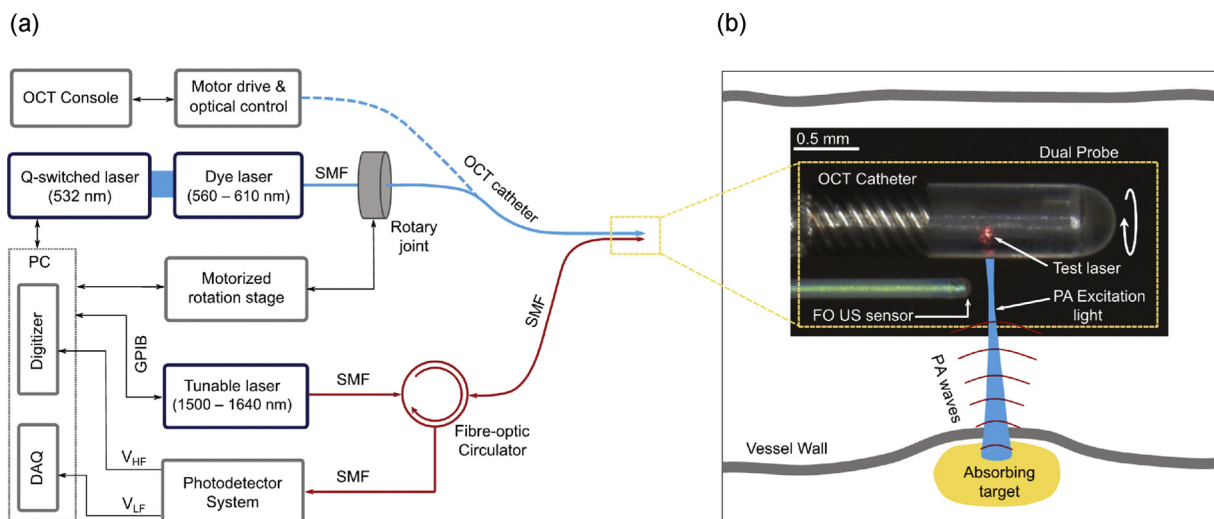 (a)
OCT Console
Motor drive &
optical control
Q-switched laser
(532 nm)
Dye laser
(560 – 610 nm)
SMF
OCT catheter
Rotary
joint
PC
Motorized
rotation stage
Digitizer
GPIB
SMF
Tunable laser
(1500 – 1640 nm)
SMF
Fibre-optic
Circulator
DAQ
VHF
VLF
Photodetector
System
SMF
(b)
0.5 mm
Dual Probe
OCT Catheter
Test laser
PA Excitation
light
FO US sensor
PA waves
Vessel Wall
Absorbing
target